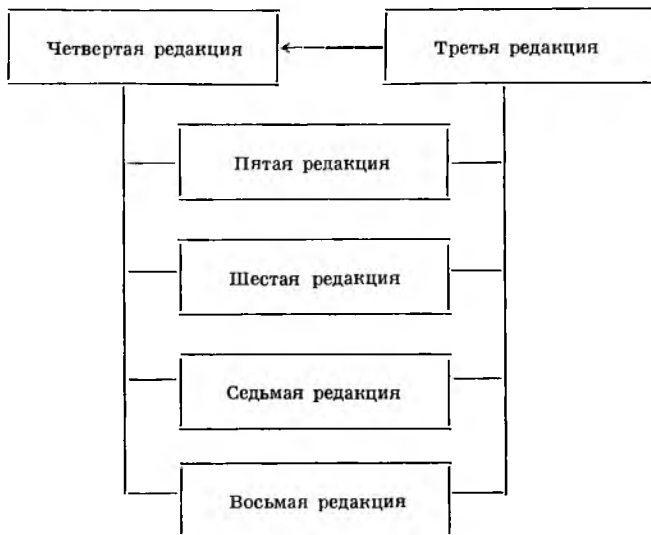 Четвертая редакция
Третья редакция
Пятая редакция
Шестая редакция
Седьмая редакция
Восьмая редакция